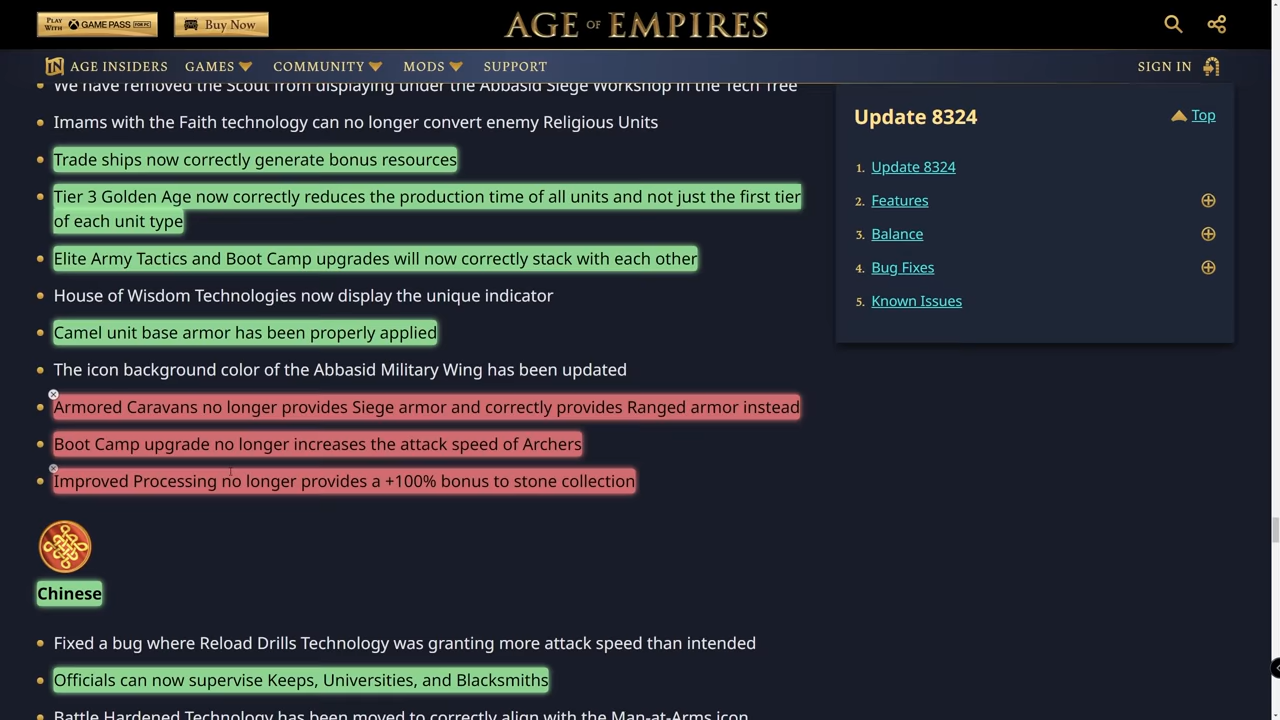 PLAY WITH XBOX GAME PASS FOR PC
Buy Now
AGE OF EMPIRES
AGE INSIDERS
GAMES
COMMUNITY
MODS
SUPPORT
SIGN IN
We have removed the Scout from displaying under the Abbasid Siege Workshop in the Tech Tree
Imams with the Faith technology can no longer convert enemy Religious Units
Trade ships now correctly generate bonus resources
Tier 3 Golden Age now correctly reduces the production time of all units and not just the first tier
of each unit type
Elite Army Tactics and Boot Camp upgrades will now correctly stack with each other
House of Wisdom Technologies now display the unique indicator
Camel unit base armor has been properly applied
The icon background color of the Abbasid Military Wing has been updated
Armored Caravans no longer provides Siege armor and correctly provides Ranged armor instead
Boot Camp upgrade no longer increases the attack speed of Archers
Improved Processing no longer provides a +100% bonus to stone collection
Chinese
Fixed a bug where Reload Drills Technology was granting more attack speed than intended
Officials can now supervise Keeps, Universities, and Blacksmiths
Battle Hardened Technology has been moved to correctly align with the Man-at-Arms icon
Update 8324
Top
1. Update 8324
2. Features
3. Balance
4. Bug Fixes
5. Known Issues